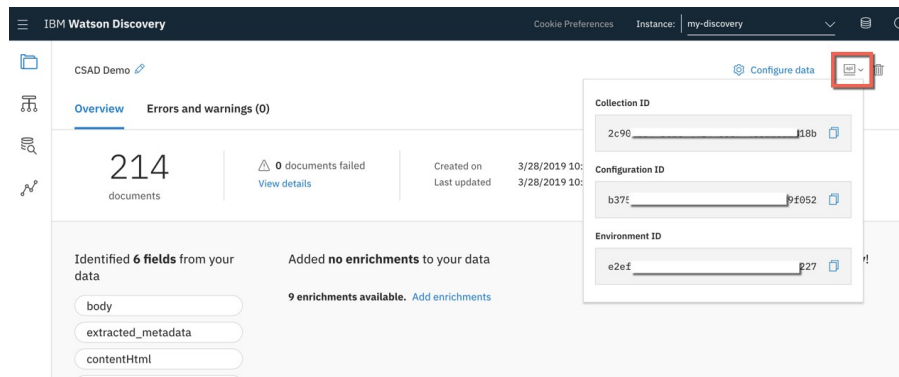 IBM Watson Discovery
Cookie Preferences
Instance:
my-discovery
CSAD Demo
Configure data
API
Overview
Errors and warnings (0)
214
documents
0 documents failed
View details
Created on 3/28/2019 10:
Last updated 3/28/2019 10:
Collection ID
2c90
18b
Configuration ID
b375
9f052
Environment ID
e2ef
227
Identified 6 fields from your
data
body
extracted_metadata
contentHtml
Added no enrichments to your data
9 enrichments available. Add enrichments
y!